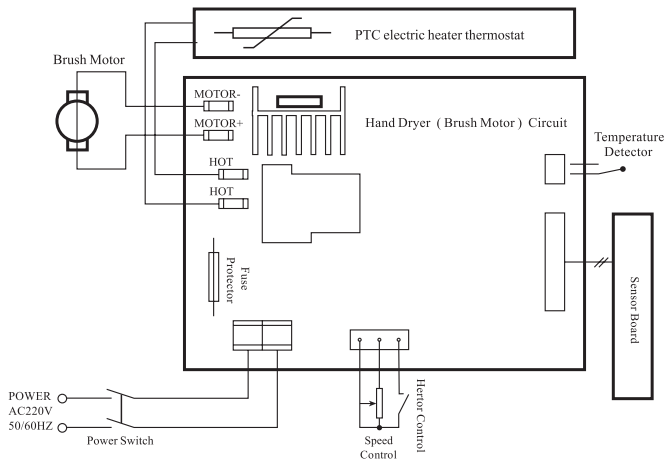 PTC electric heater thermostat
Brush Motor
MOTOR-
MOTOR+
Hand Dryer ( Brush Motor ) Circuit
Temperature
Detector
HOT
HOT
Fuse
Protector
Sensor Board
POWER
AC220V
50/60HZ
Power Switch
Speed
Control
Hertor Control